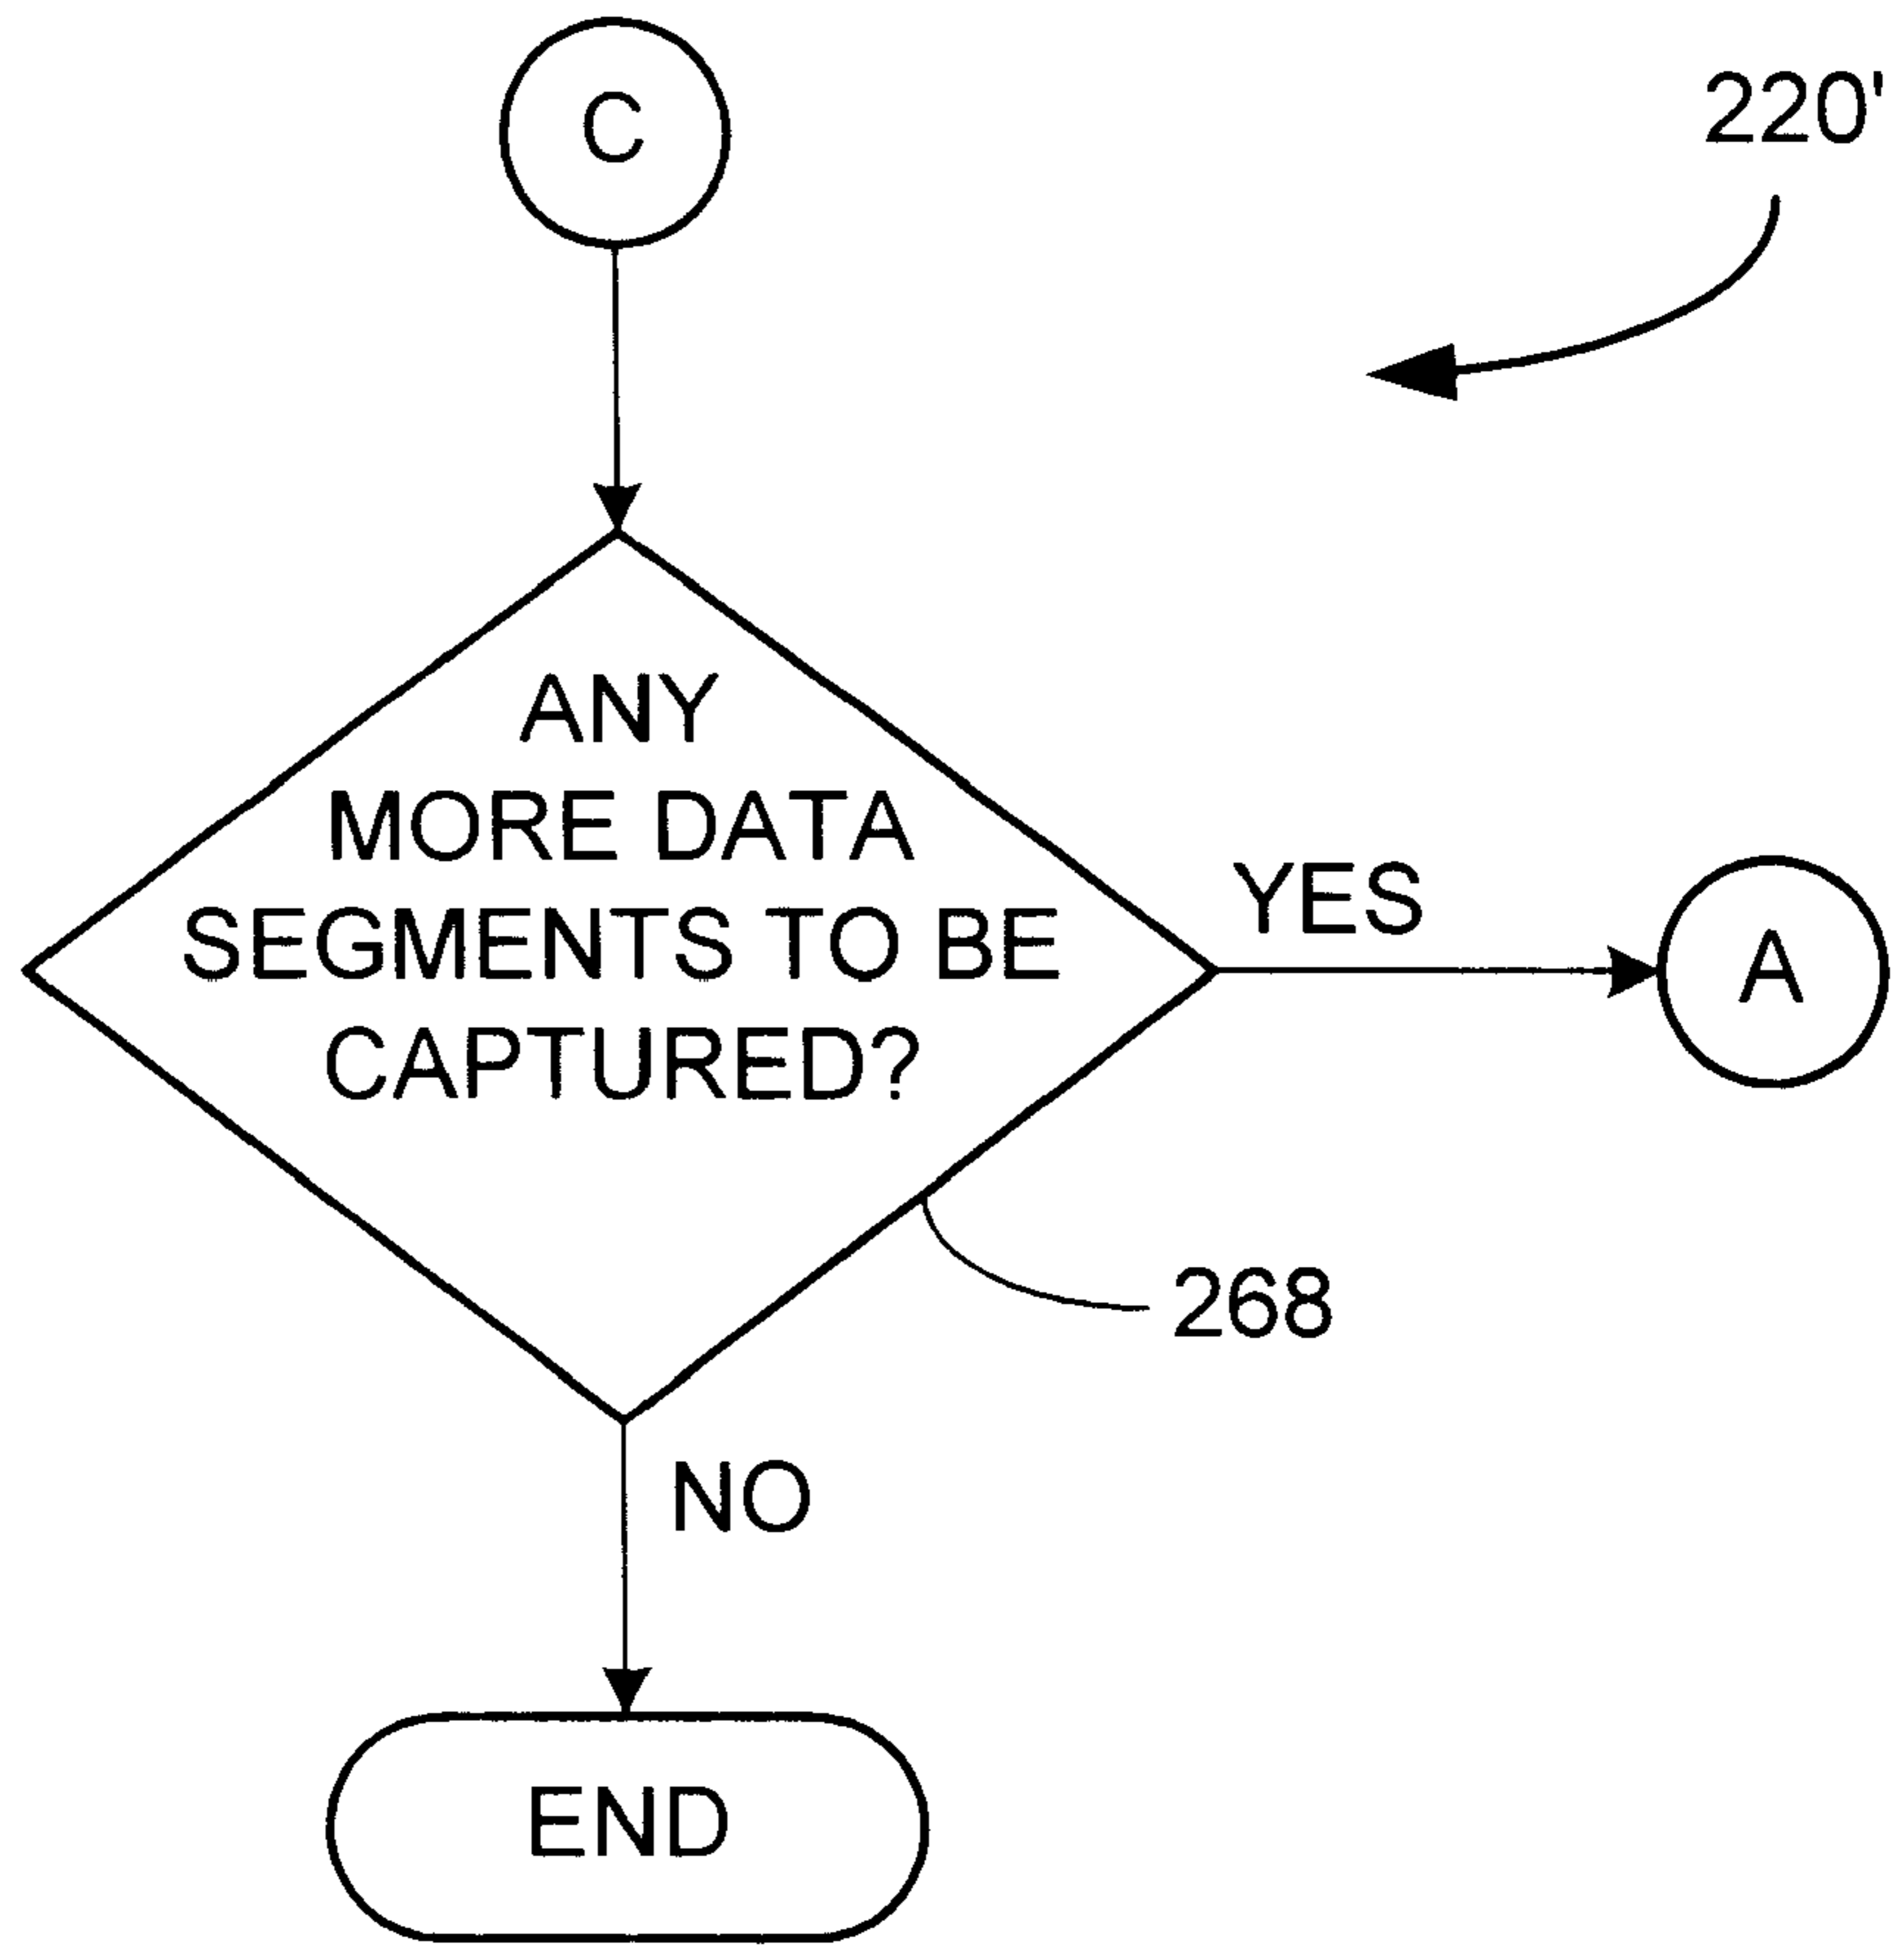 C
220'
ANY
MORE DATA
SEGMENTS TO BE
CAPTURED?
YES
A
268
NO
END